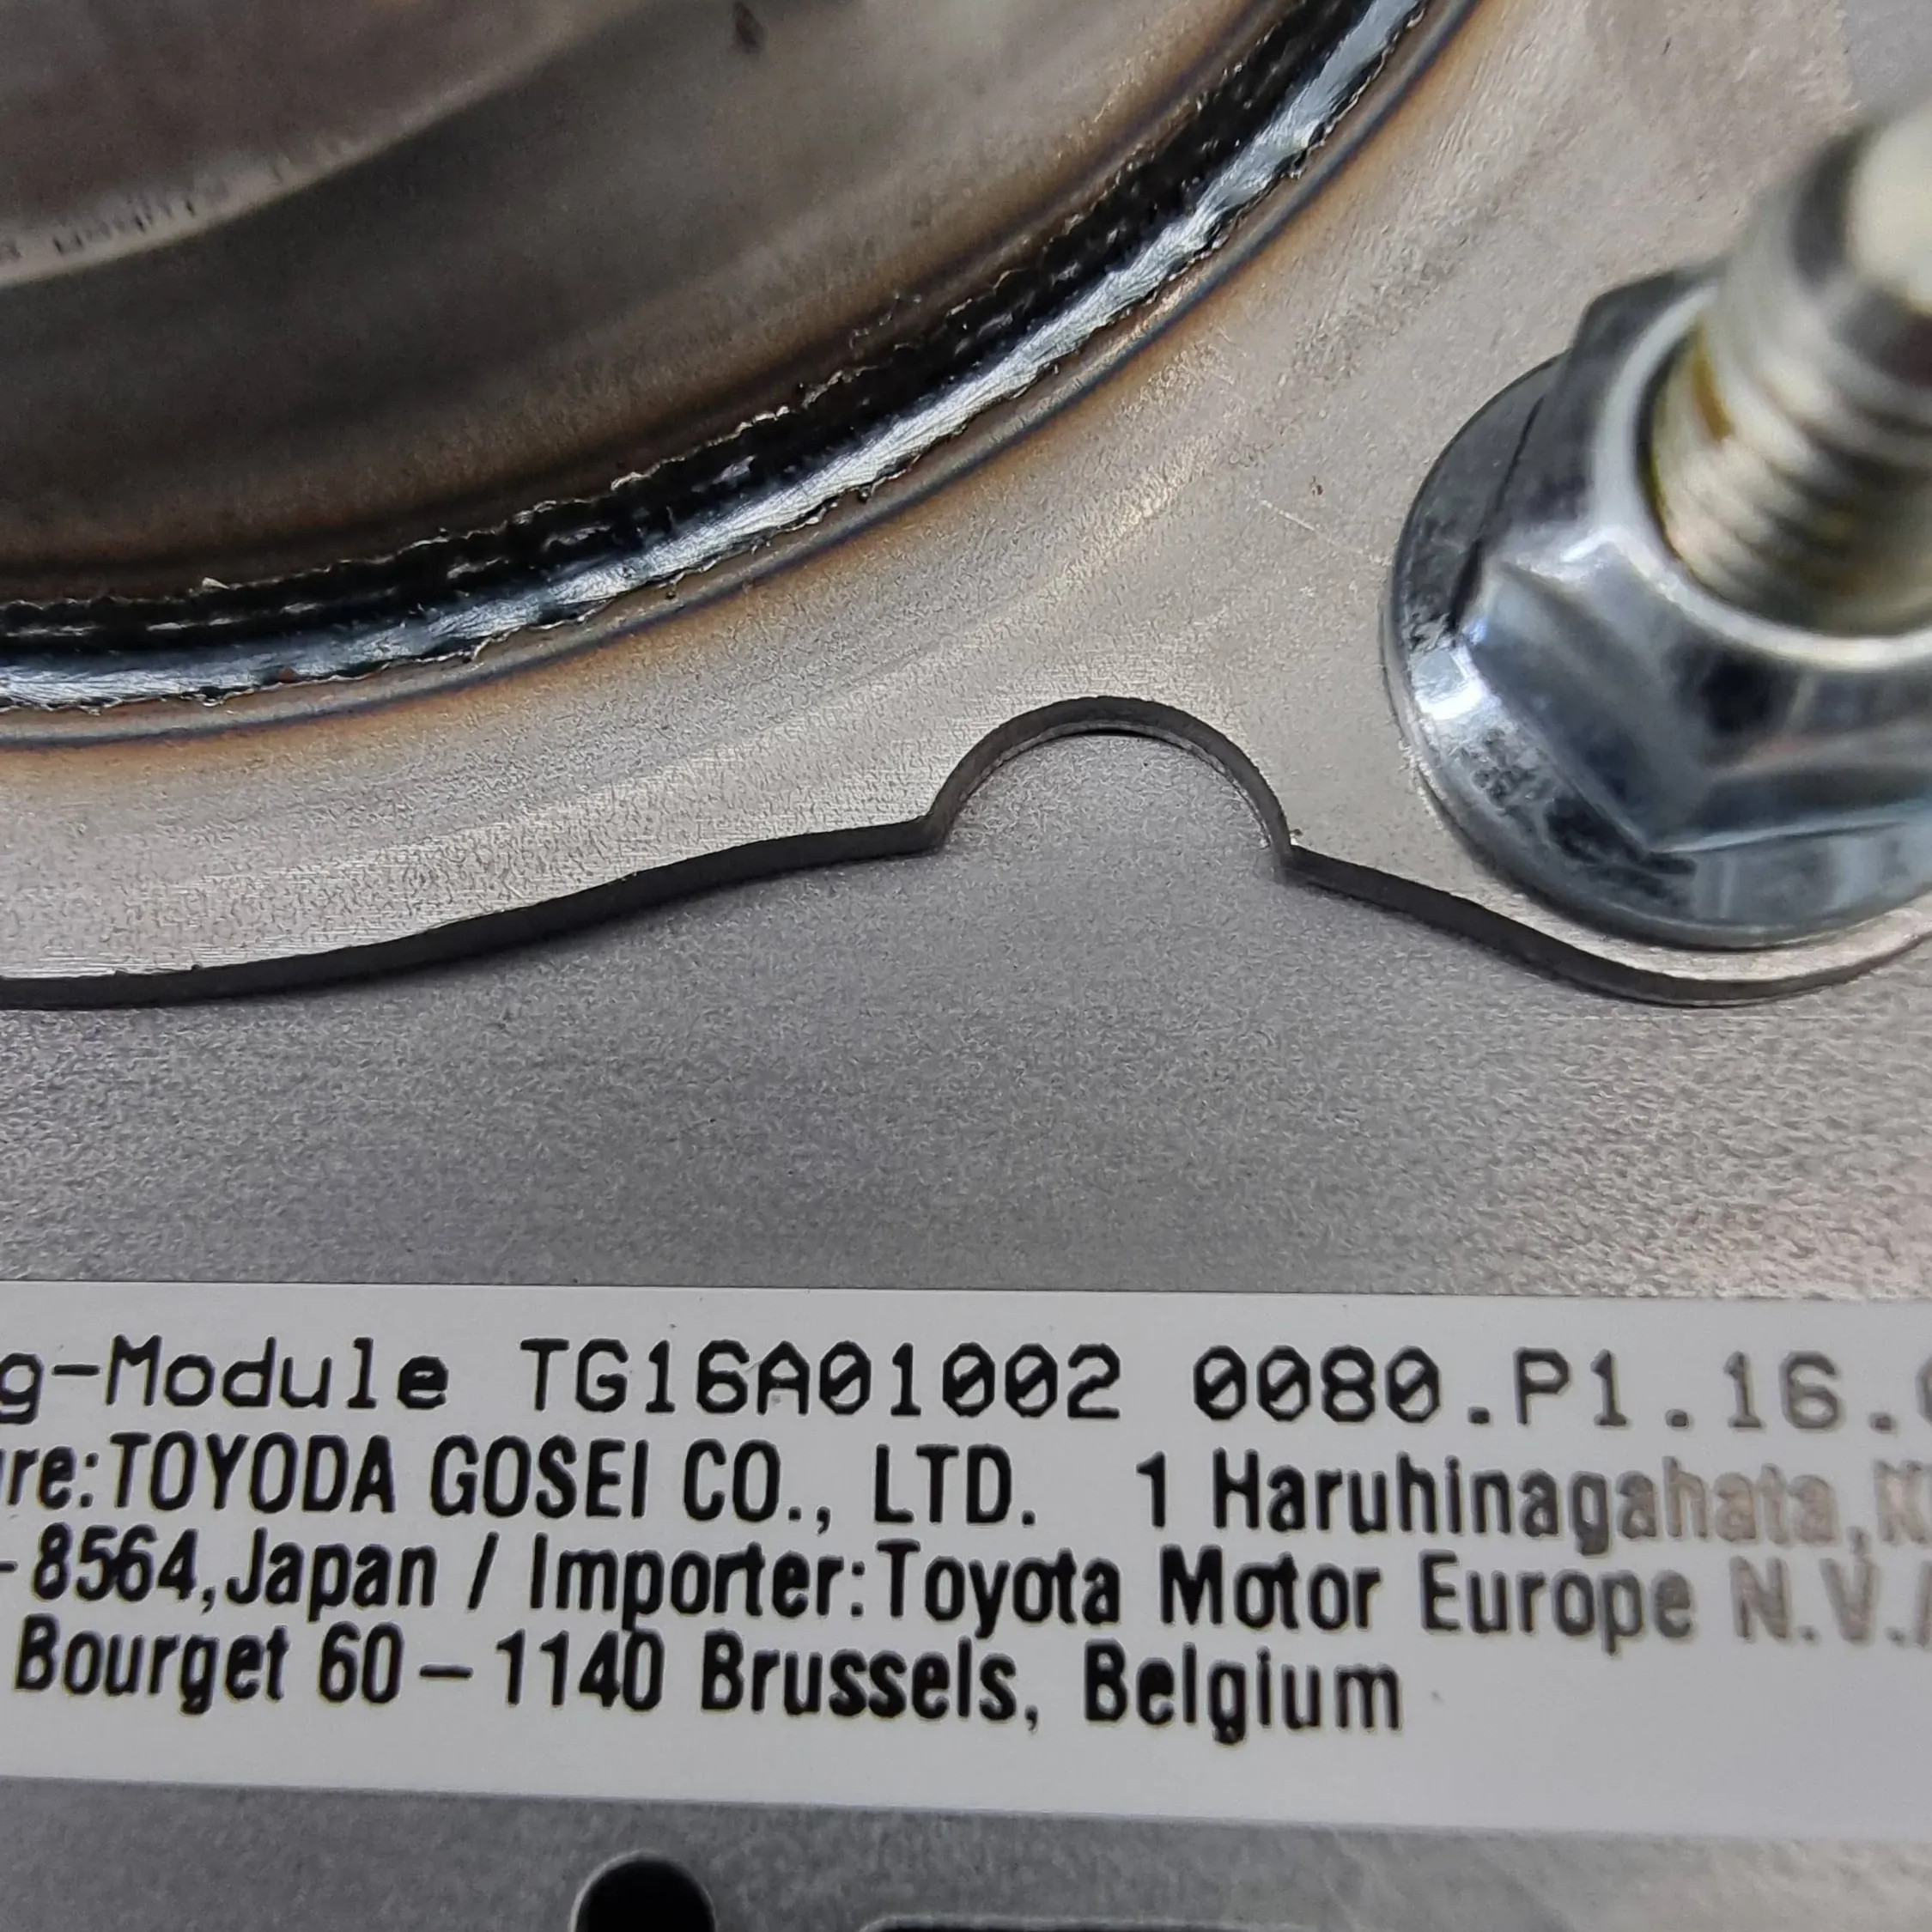 g-Module TG16A01002 0080.P1.16.
re:TOYODA GOSEI CO., LTD. 1 Haruhinagahata,
-8564,Japan / Importer:Toyota Motor Europe N.V.
Bourget 60 – 1140 Brussels, Belgium